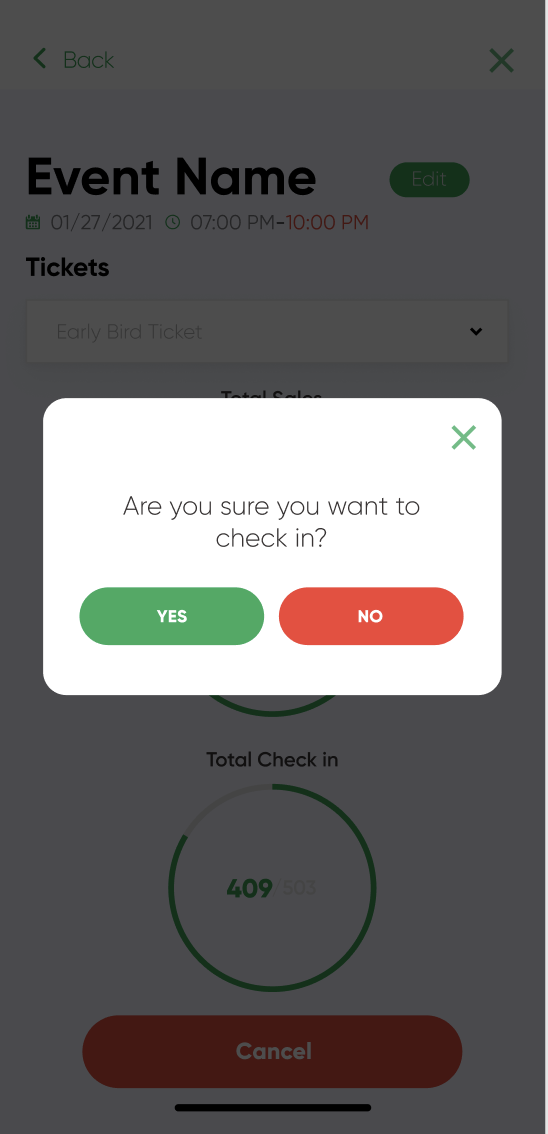 Back
Event Name
Edit
01/27/2021 07:00 PM-10:00 PM
Tickets
Early Bird Ticket
Total Sales
Are you sure you want to
check in?
YES
NO
Total Check in
409/503
Cancel